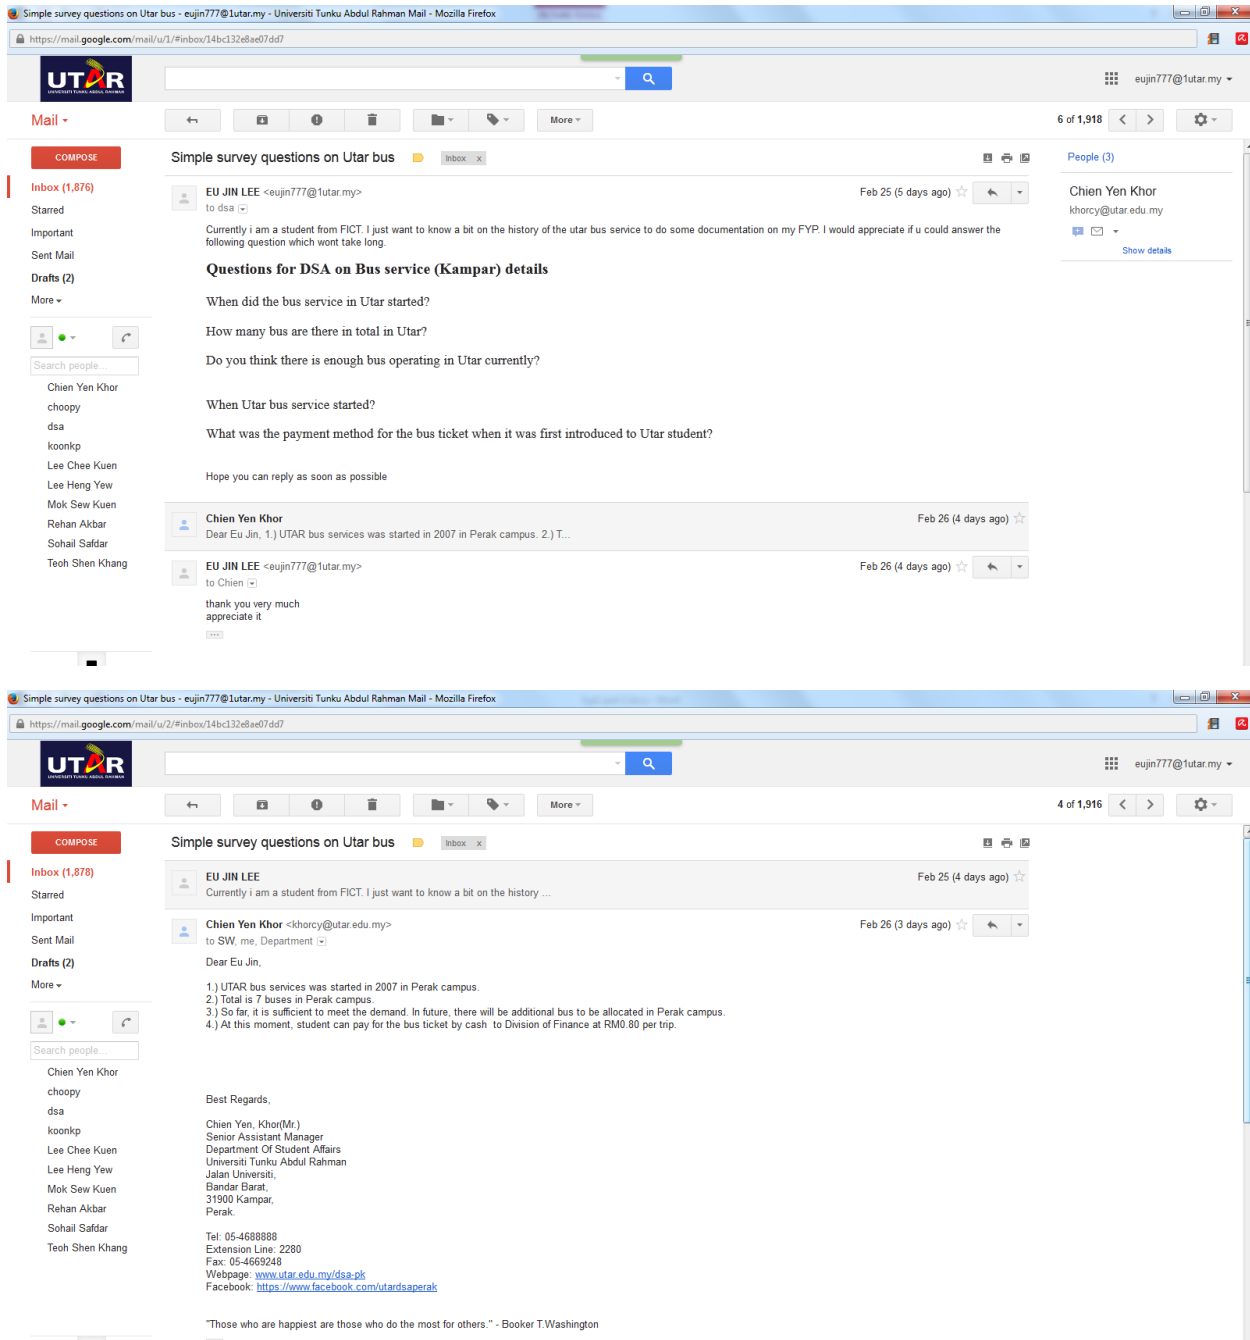 Simple survey questions on Utar bus - eujin777@1utar.my - Universiti Tunku Abdul Rahman Mail - Mozilla Firefox
https://mail.google.com/mail/u/1/#inbox/14bc132e8ae07dd7
UTAR
UNIVERSITI TUNKU ABDUL RAHMAN
eujin777@1utar.my
Mail
More
6 of 1,918
COMPOSE
Simple survey questions on Utar bus
Inbox x
People (3)
Inbox (1,876)
Starred
Important
Sent Mail
Drafts (2)
More
EU JIN LEE <eujin777@1utar.my>
Feb 25 (5 days ago)
to dsa
Chien Yen Khor
khorcy@utar.edu.my
Show details
Currently i am a student from FICT. I just want to know a bit on the history of the utar bus service to do some documentation on my FYP. I would appreciate if u could answer the
following question which wont take long.
Questions for DSA on Bus service (Kampar) details
When did the bus service in Utar started?
How many bus are there in total in Utar?
Do you think there is enough bus operating in Utar currently?
When Utar bus service started?
What was the payment method for the bus ticket when it was first introduced to Utar student?
Hope you can reply as soon as possible
Search people...
Chien Yen Khor
choopy
dsa
koonkp
Lee Chee Kuen
Lee Heng Yew
Mok Sew Kuen
Rehan Akbar
Sohail Safdar
Teoh Shen Khang
Chien Yen Khor
Feb 26 (4 days ago)
Dear Eu Jin, 1.) UTAR bus services was started in 2007 in Perak campus. 2.) T...
EU JIN LEE <eujin777@1utar.my>
Feb 26 (4 days ago)
to Chien
thank you very much
appreciate it
Simple survey questions on Utar bus - eujin777@1utar.my - Universiti Tunku Abdul Rahman Mail - Mozilla Firefox
https://mail.google.com/mail/u/2/#inbox/14bc132e8ae07dd7
UTAR
UNIVERSITI TUNKU ABDUL RAHMAN
eujin777@1utar.my
Mail
More
4 of 1,916
COMPOSE
Simple survey questions on Utar bus
Inbox x
Inbox (1,878)
Starred
Important
Sent Mail
Drafts (2)
More
EU JIN LEE
Feb 25 (4 days ago)
Currently i am a student from FICT. I just want to know a bit on the history ...
Chien Yen Khor <khorcy@utar.edu.my>
Feb 26 (3 days ago)
to SW, me, Department
Dear Eu Jin,
1.) UTAR bus services was started in 2007 in Perak campus.
2.) Total is 7 buses in Perak campus.
3.) So far, it is sufficient to meet the demand. In future, there will be additional bus to be allocated in Perak campus.
4.) At this moment, student can pay for the bus ticket by cash to Division of Finance at RM0.80 per trip.
Search people...
Chien Yen Khor
choopy
dsa
koonkp
Lee Chee Kuen
Lee Heng Yew
Mok Sew Kuen
Rehan Akbar
Sohail Safdar
Teoh Shen Khang
Best Regards,
Chien Yen, Khor(Mr.)
Senior Assistant Manager
Department Of Student Affairs
Universiti Tunku Abdul Rahman
Jalan Universiti,
Bandar Barat,
31900 Kampar,
Perak.
Tel: 05-4688888
Extension Line: 2280
Fax: 05-4669248
Webpage: www.utar.edu.my/dsa-pk
Facebook: https://www.facebook.com/utardsaperak
"Those who are happiest are those who do the most for others." - Booker T.Washington